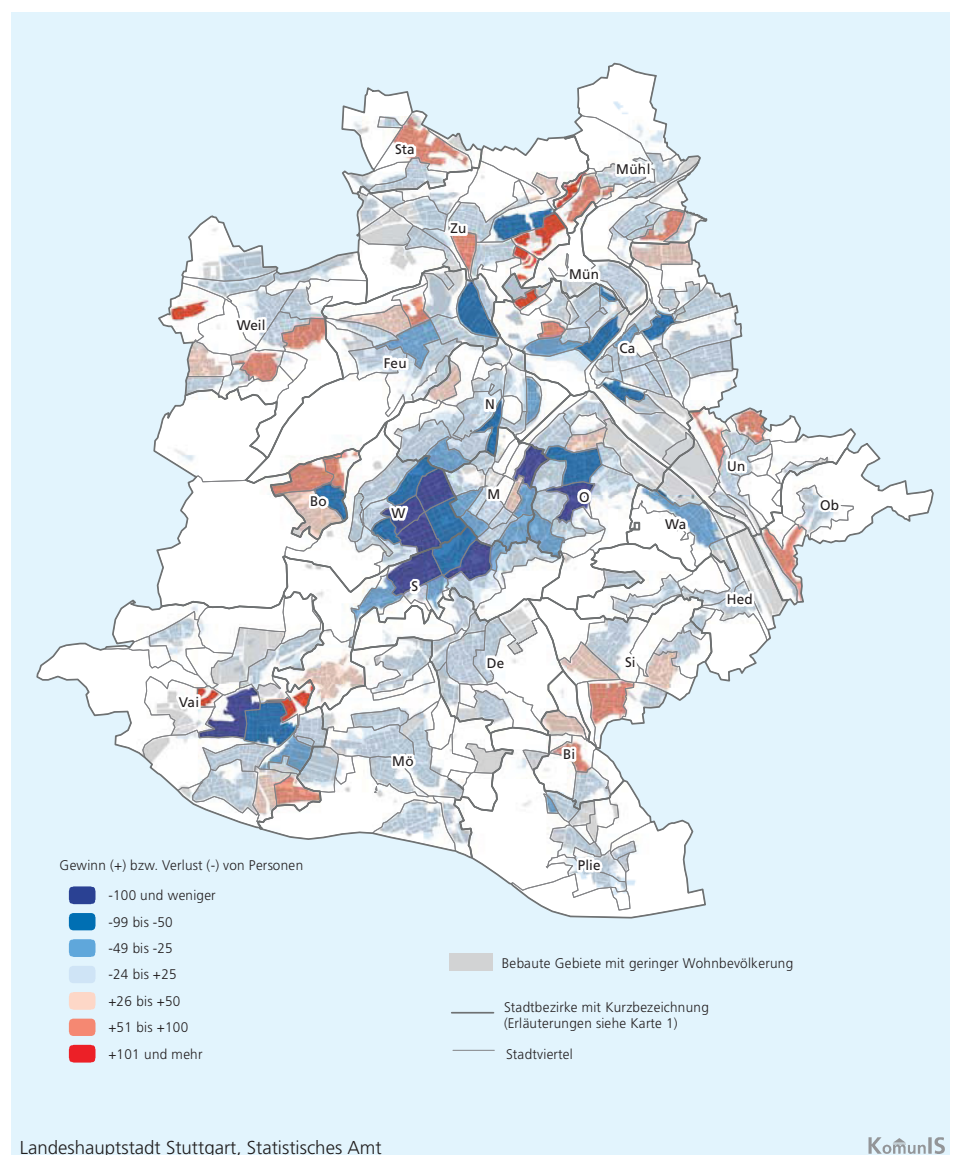 Sta
Mühl
Zu
Mün
Weil
Feu
Ca
N
Un
Bo
W
M
O
Ob
Wa
S
Hed
De
Si
Vai
Mö
Bi
Plie
Gewinn (+) bzw. Verlust (-) von Personen
-100 und weniger
-99 bis -50
-49 bis -25
-24 bis +25
+26 bis +50
+51 bis +100
+101 und mehr
Bebaute Gebiete mit geringer Wohnbevölkerung
Stadtbezirke mit Kurzbezeichnung
(Erläuterungen siehe Karte 1)
Stadtviertel
Landeshauptstadt Stuttgart, Statistisches Amt
KomunIS